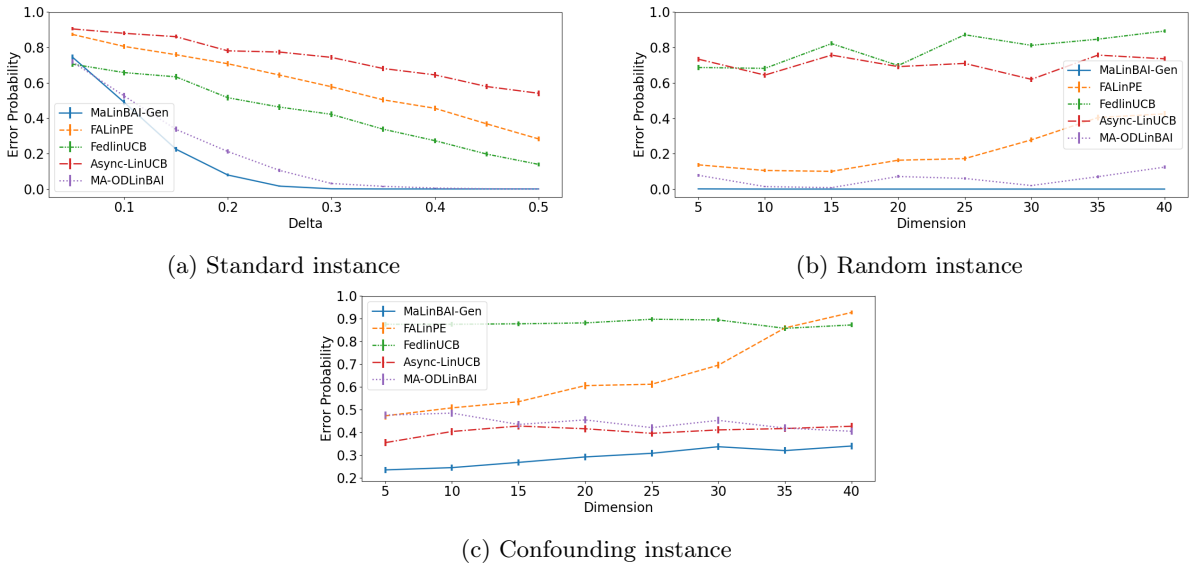 1.0
0.8
0.6
0.4
0.2
0.0
Error Probability
MaLinBAI-Gen
FALinPE
FedlinUCB
Async-LinUCB
MA-ODLinBAI
0.1 0.2 0.3 0.4 0.5
Delta
(a) Standard instance
1.0
0.8
0.6
0.4
0.2
0.0
Error Probability
MaLinBAI-Gen
FALinPE
FedlinUCB
Async-LinUCB
MA-ODLinBAI
5 10 15 20 25 30 35 40
Dimension
(b) Random instance
1.0
0.9
0.8
0.7
0.6
0.5
0.4
0.3
0.2
Error Probability
MaLinBAI-Gen
FALinPE
FedlinUCB
Async-LinUCB
MA-ODLinBAI
5 10 15 20 25 30 35 40
Dimension
(c) Confounding instance